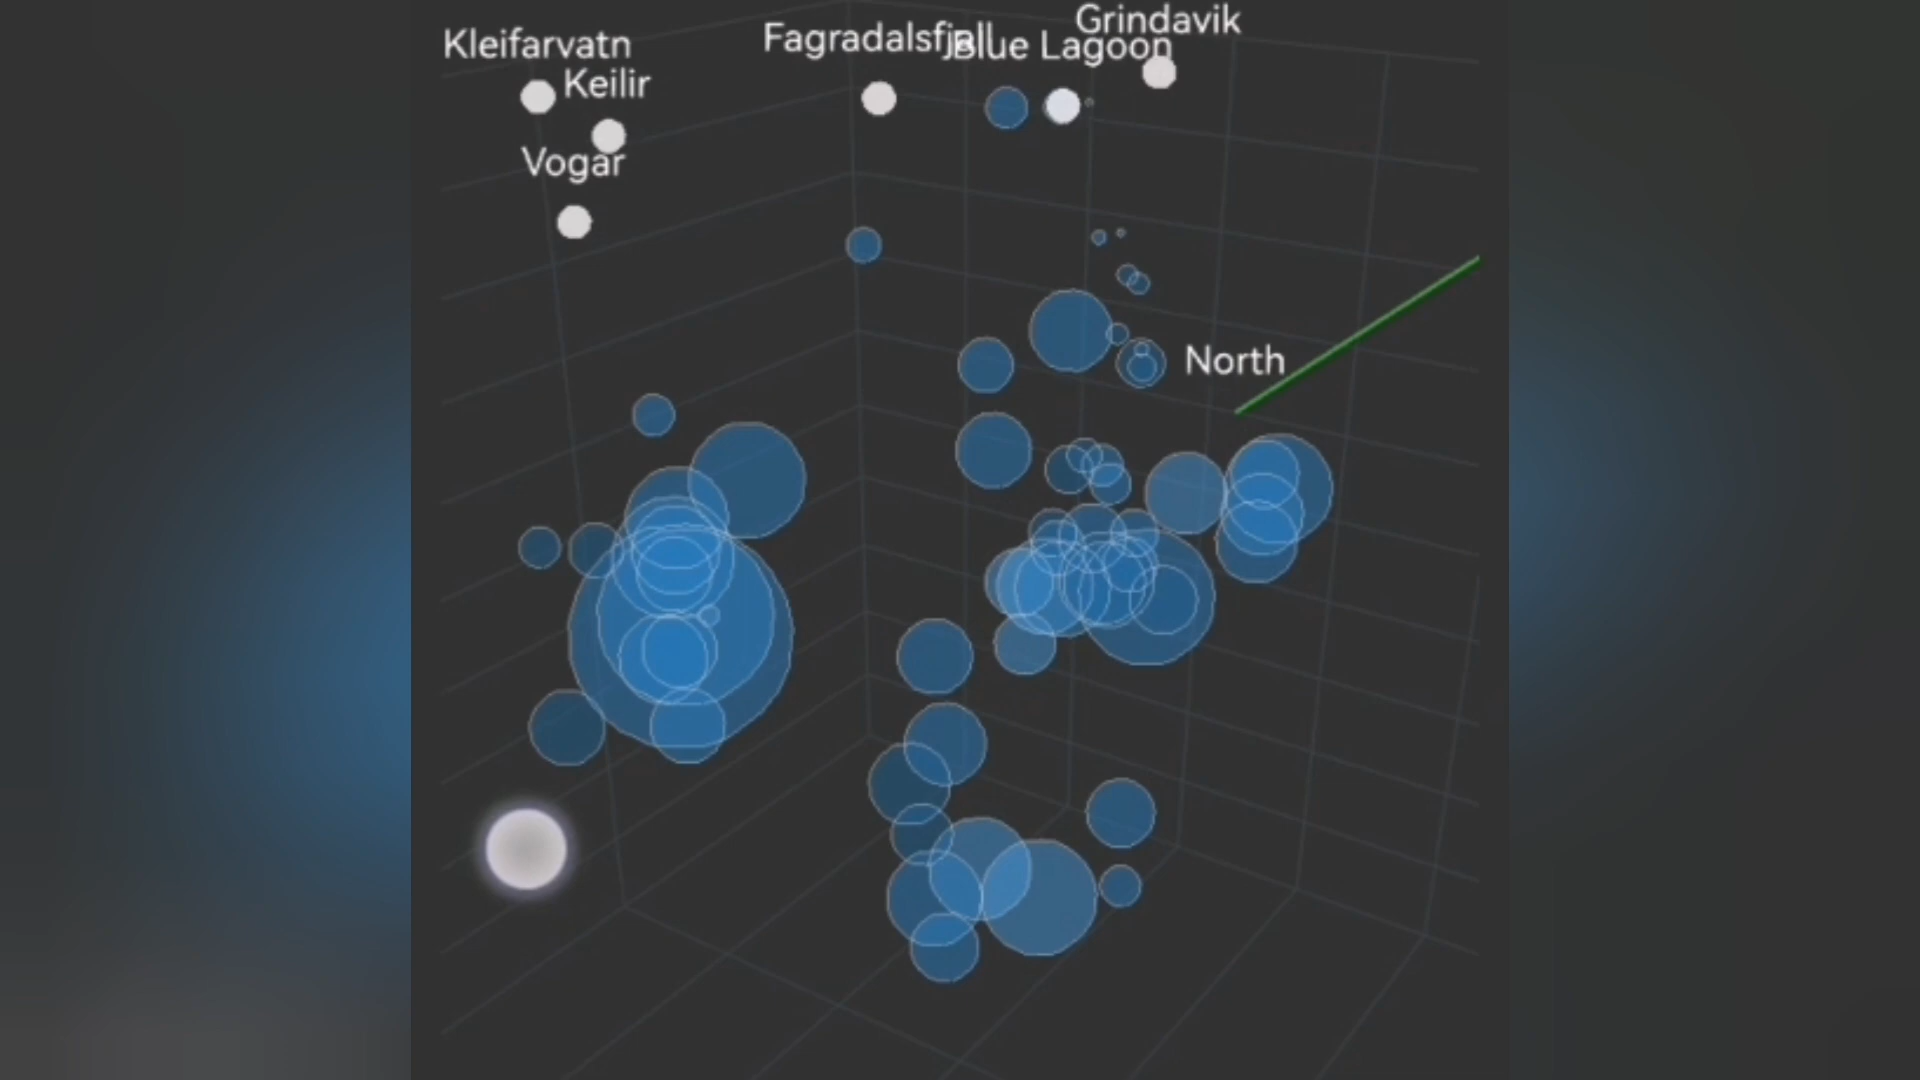 Grindavik
Kleifarvatn
Fagradalsfjall
Blue Lagoon
Keilir
Vogar
North